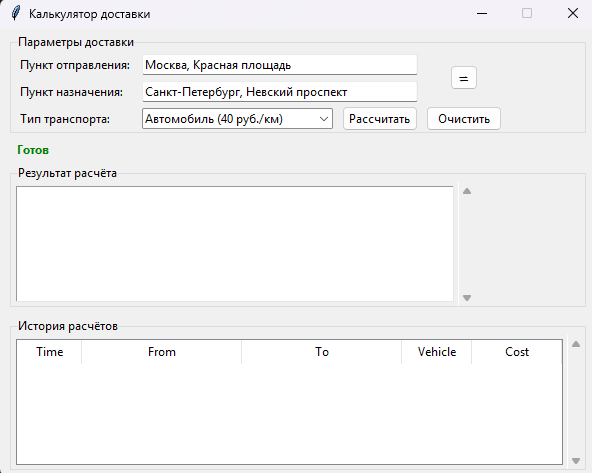 Калькулятор доставки
Параметры доставки
Пункт отправления: Москва, Красная площадь
⇌
Пункт назначения: Санкт-Петербург, Невский проспект
Тип транспорта: Автомобиль (40 руб./км) Рассчитать Очистить
Готов
Результат расчёта
История расчётов
Time From To Vehicle Cost